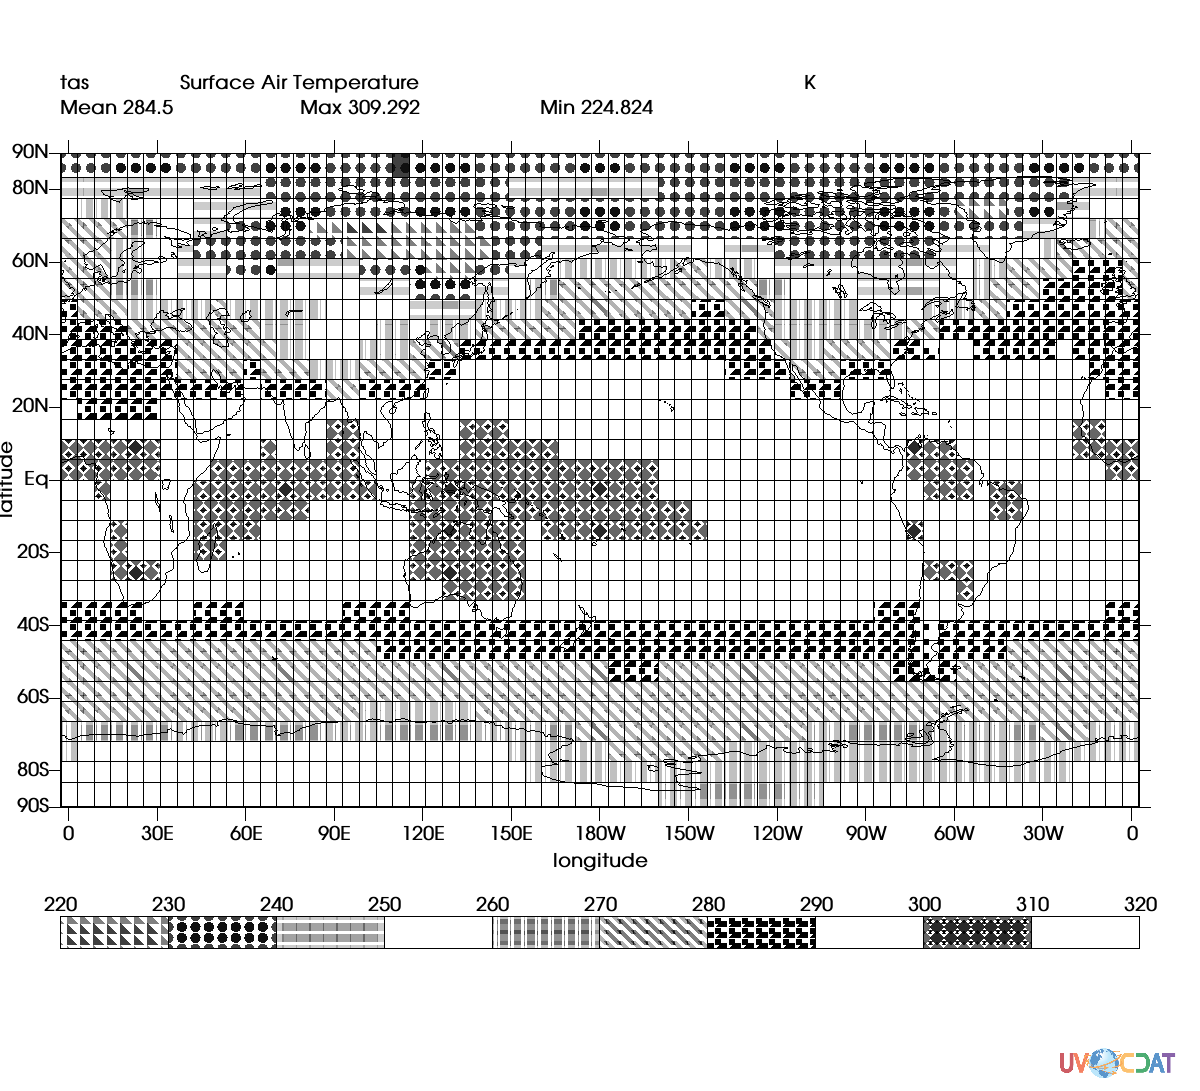 tas Surface Air Temperature K
Mean 284.5 Max 309.292 Min 224.824
90N
80N
60N
40N
20N
Eq
20S
40S
60S
80S
90S
latitude
0 30E 60E 90E 120E 150E 180W 150W 120W 90W 60W 30W 0
longitude
220 230 240 250 260 270 280 290 300 310 320
UV CDAT